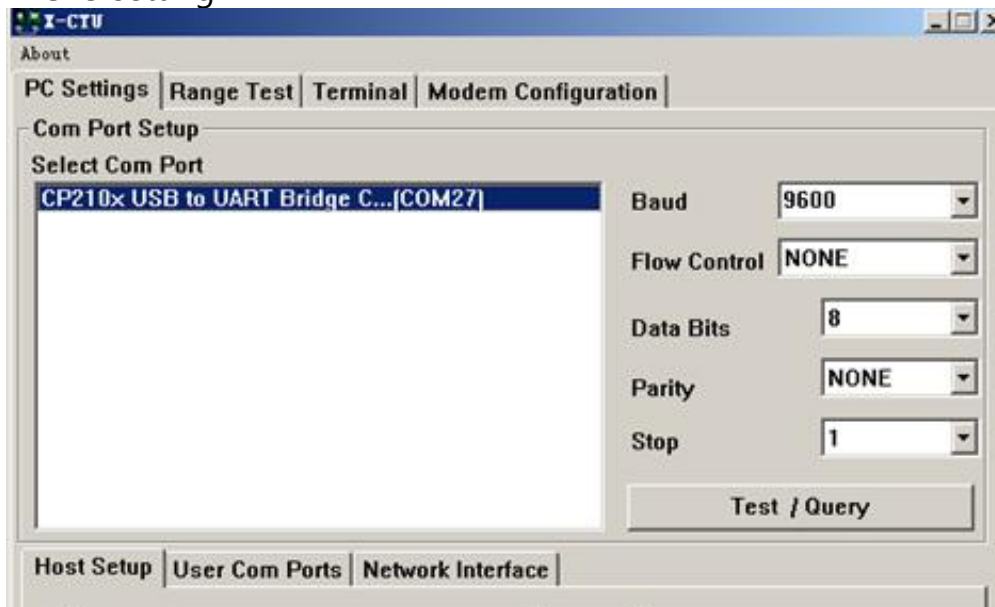 X-CTU
About
PC Settings Range Test Terminal Modem Configuration
Com Port Setup
Select Com Port
CP210x USB to UART Bridge C...(COM27)
Baud 9600
Flow Control NONE
Data Bits 8
Parity NONE
Stop 1
Test / Query
Host Setup User Com Ports Network Interface